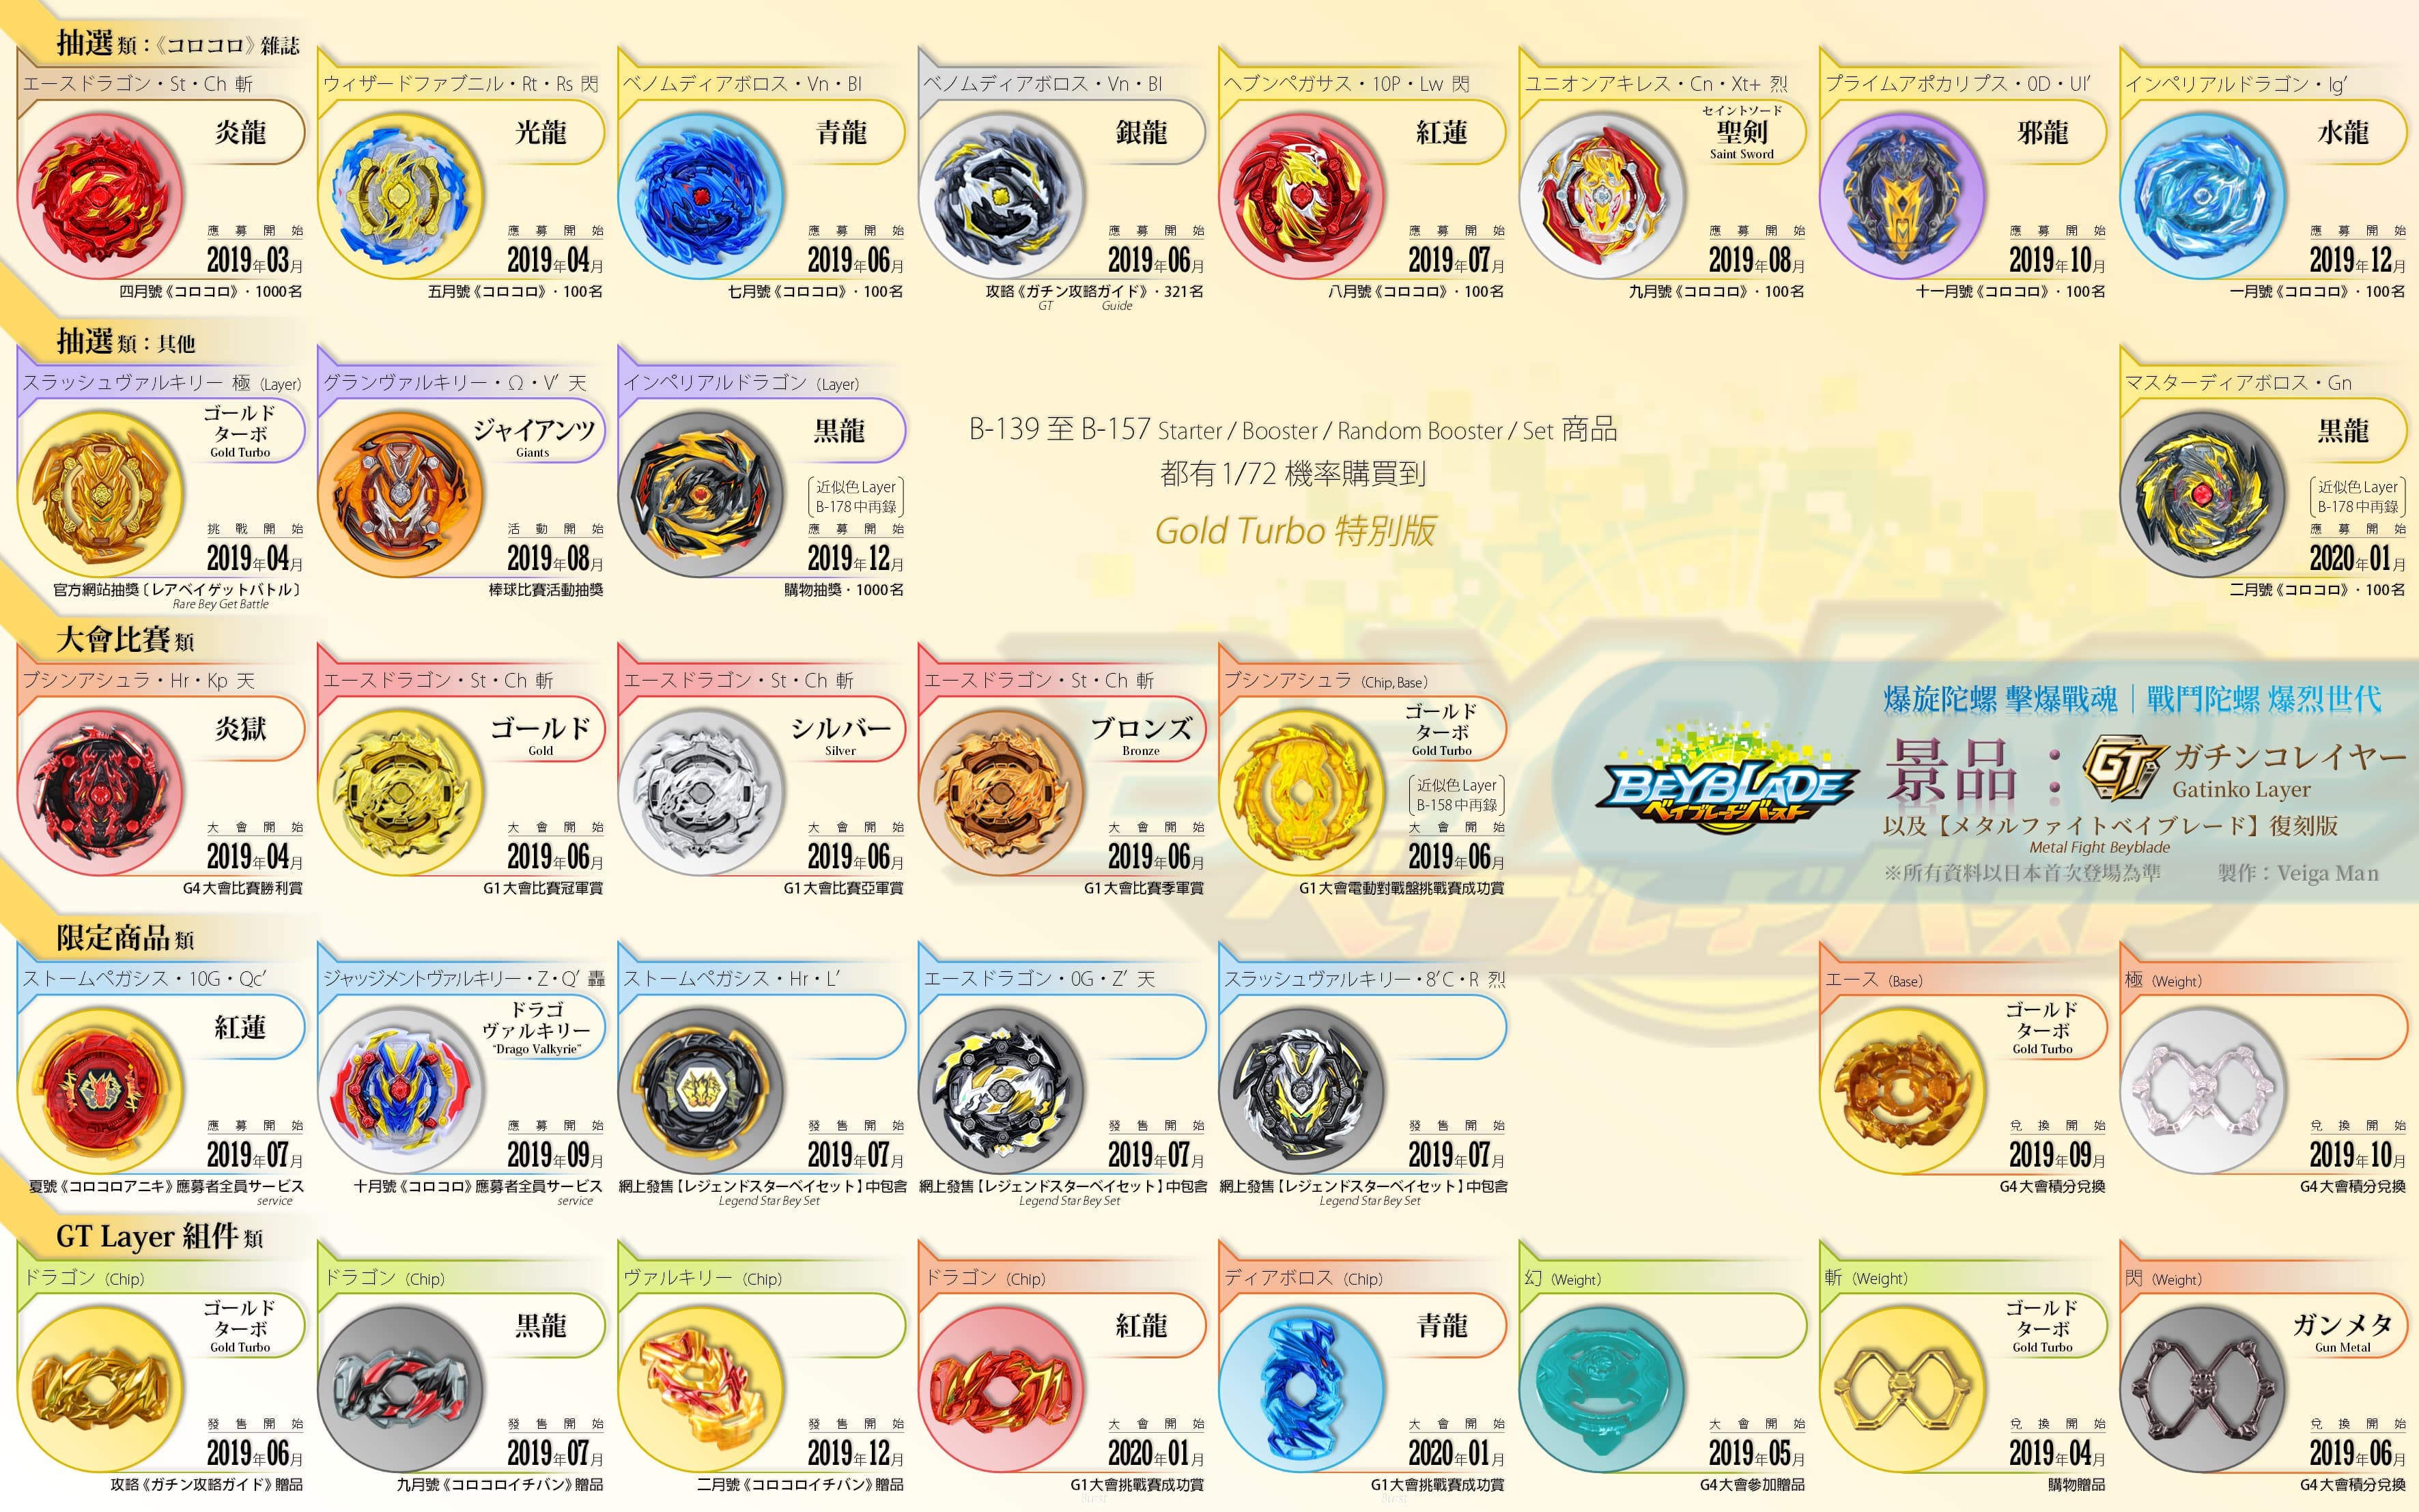 抽選 類：《コロコロ》雜誌
エースドラゴン・St・Ch 斬
炎龍
應募開始
2019年03月
四月號《コロコロ》・1000名
ウィザードファブニル・Rt・Rs 閃
光龍
應募開始
2019年04月
五月號《コロコロ》・100名
ベノムディアボロス・Vn・Bl
青龍
應募開始
2019年06月
七月號《コロコロ》・100名
ベノムディアボロス・Vn・Bl
銀龍
應募開始
2019年06月
攻略《ガチン攻略ガイド》・321名
GT Guide
ヘブンペガサス・10P・Lw 閃
紅蓮
應募開始
2019年07月
八月號《コロコロ》・100名
ユニオンアキレス・Cn・Xt+ 烈
セイントソード
聖剣
Saint Sword
應募開始
2019年08月
九月號《コロコロ》・100名
プライムアポカリプス・0D・Ul′
邪龍
應募開始
2019年10月
十一月號《コロコロ》・100名
インペリアルドラゴン・Ig′
水龍
應募開始
2019年12月
一月號《コロコロ》・100名
抽選 類：其他
スラッシュヴァルキリー 極 (Layer)
ゴールド
ターボ
Gold Turbo
挑戰開始
2019年04月
官方網站抽獎〔レアベイゲットバトル〕
Rare Bey Get Battle
グランヴァルキリー・Ω・V′ 天
ジャイアンツ
Giants
活動開始
2019年08月
棒球比賽活動抽獎
インペリアルドラゴン (Layer)
黒龍
近似色 Layer
B-178 中再錄
應募開始
2019年12月
購物抽獎・1000名
B-139 至 B-157 Starter / Booster / Random Booster / Set 商品
都有 1/72 機率購買到
Gold Turbo 特別版
マスターディアボロス・Gn
黒龍
近似色 Layer
B-178 中再錄
應募開始
2020年01月
二月號《コロコロ》・100名
大會比賽 類
ブシンアシュラ・Hr・Kp 天
炎獄
大會開始
2019年04月
G4 大會比賽勝利賞
エースドラゴン・St・Ch 斬
ゴールド
Gold
大會開始
2019年06月
G1 大會比賽冠軍賞
エースドラゴン・St・Ch 斬
シルバー
Silver
大會開始
2019年06月
G1 大會比賽亞軍賞
エースドラゴン・St・Ch 斬
ブロンズ
Bronze
大會開始
2019年06月
G1 大會比賽季軍賞
ブシンアシュラ (Chip, Base)
ゴールド
ターボ
Gold Turbo
近似色 Layer
B-158 中再錄
大會開始
2019年06月
G1 大會電動對戰盤挑戰賽成功賞
BEYBLADE
ベイブレードバースト
爆旋陀螺 擊爆戰魂｜戰鬥陀螺 爆烈世代
景品：GT ガチンコレイヤー
Gatinko Layer
以及【メタルファイトベイブレード】復刻版
Metal Fight Beyblade
※所有資料以日本首次登場為準 製作：Veiga Man
限定商品 類
ストームペガシス・10G・Qc′
紅蓮
應募開始
2019年07月
夏號《コロコロアニキ》應募者全員サービス
service
ジャッジメントヴァルキリー・Z・Q′ 轟
ドラゴ
ヴァルキリー
“Drago Valkyrie”
應募開始
2019年09月
十月號《コロコロ》應募者全員サービス
service
ストームペガシス・Hr・L′
發售開始
2019年07月
網上發售【レジェンドスターベイセット】中包含
Legend Star Bey Set
エースドラゴン・0G・Z′ 天
發售開始
2019年07月
網上發售【レジェンドスターベイセット】中包含
Legend Star Bey Set
スラッシュヴァルキリー・8′C・R 烈
發售開始
2019年07月
網上發售【レジェンドスターベイセット】中包含
Legend Star Bey Set
エース (Base)
ゴールド
ターボ
Gold Turbo
兌換開始
2019年09月
G4 大會積分兌換
極 (Weight)
兌換開始
2019年10月
G4 大會積分兌換
GT Layer 組件 類
ドラゴン (Chip)
ゴールド
ターボ
Gold Turbo
發售開始
2019年06月
攻略《ガチン攻略ガイド》贈品
ドラゴン (Chip)
黒龍
發售開始
2019年07月
九月號《コロコロイチバン》贈品
ヴァルキリー (Chip)
發售開始
2019年12月
二月號《コロコロイチバン》贈品
ドラゴン (Chip)
紅龍
大會開始
2020年01月
G1 大會挑戰賽成功賞
ディアボロス (Chip)
青龍
大會開始
2020年01月
G1 大會挑戰賽成功賞
幻 (Weight)
大會開始
2019年05月
G4 大會參加贈品
斬 (Weight)
ゴールド
ターボ
Gold Turbo
兌換開始
2019年04月
購物贈品
閃 (Weight)
ガンメタ
Gun Metal
兌換開始
2019年06月
G4 大會積分兌換